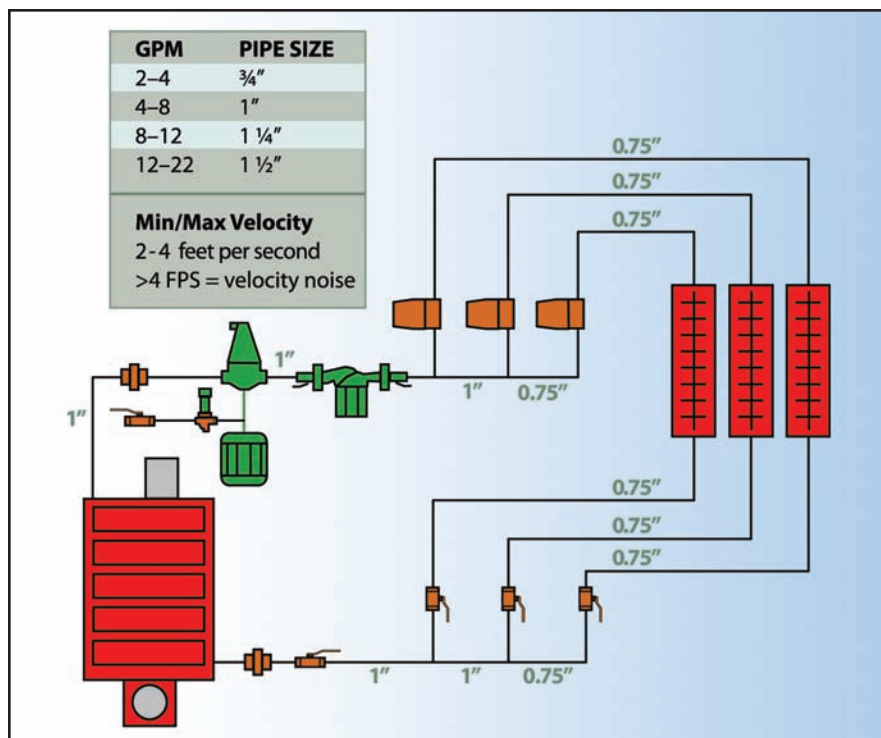 GPM PIPE SIZE
2–4 ¾”
4–8 1”
8–12 1 ¼”
12–22 1 ½”
Min/Max Velocity
2-4 feet per second
>4 FPS = velocity noise
0.75”
0.75”
0.75”
1”
1” 0.75”
1”
0.75”
0.75”
0.75”
1” 1” 0.75”